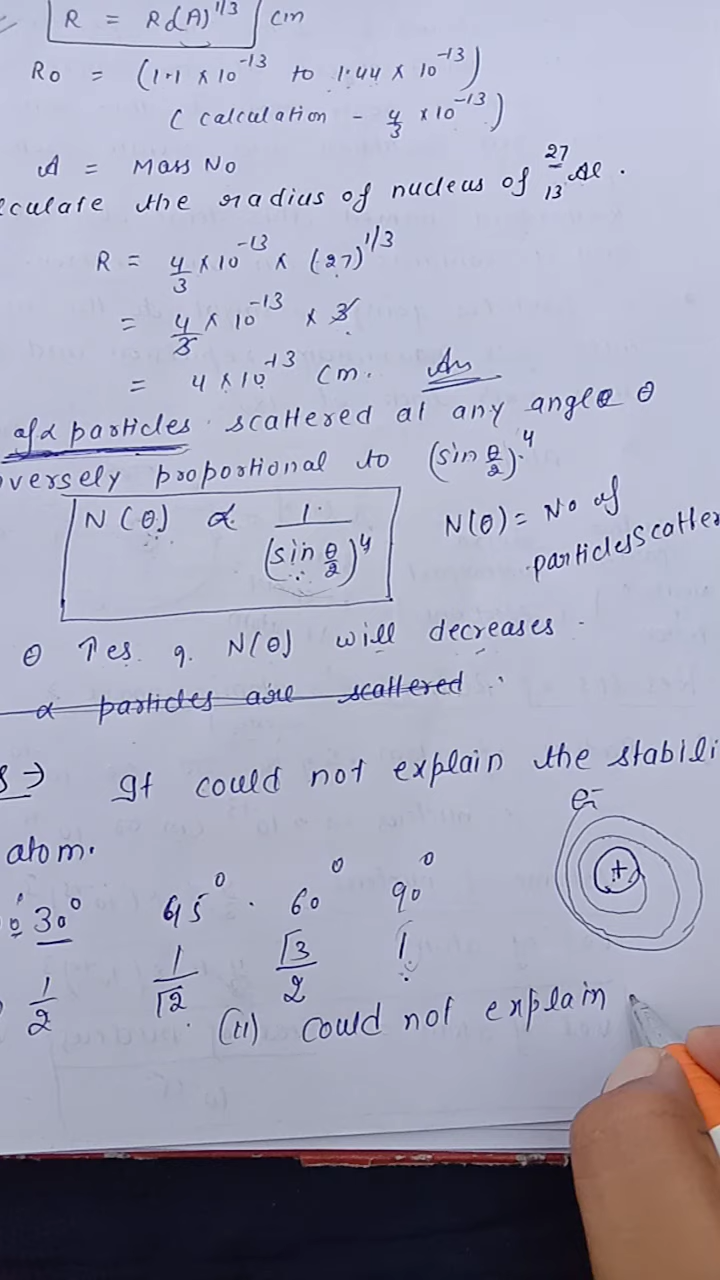 R = R₀(A)^1/3 cm
R₀ = (1.1 × 10^-13 to 1.44 × 10^-13)
( calculation - 4/3 × 10^-13)
A = Mass No
culate the radius of nucleus of 27 13 Al .
R = 4/3 × 10^-13 × (27)^1/3
= 4/3 × 10^-13 × 3
= 4 × 10^-13 cm. Ans
of α particles scattered at any angle θ
versely proportional to (sin θ/2)^4
N(θ) α 1/(sin θ/2)^4
N(θ) = No of
particles scatter
θ ↑es, N(θ) will decreases.
α particles are scattered
s → It could not explain the stabili
atom.
e-
+
30° 45° 60° 90°
1/2 1/√2 √3/2 1
(ii) could not explain